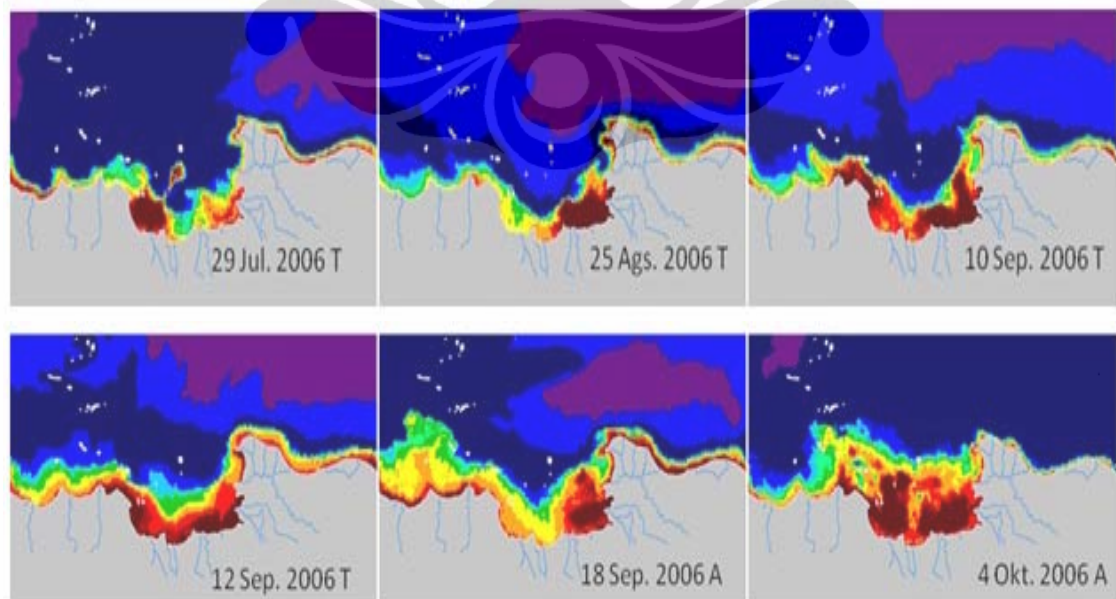 29 Jul. 2006 T
25 Ags. 2006 T
10 Sep. 2006 T
12 Sep. 2006 T
18 Sep. 2006 A
4 Okt. 2006 A